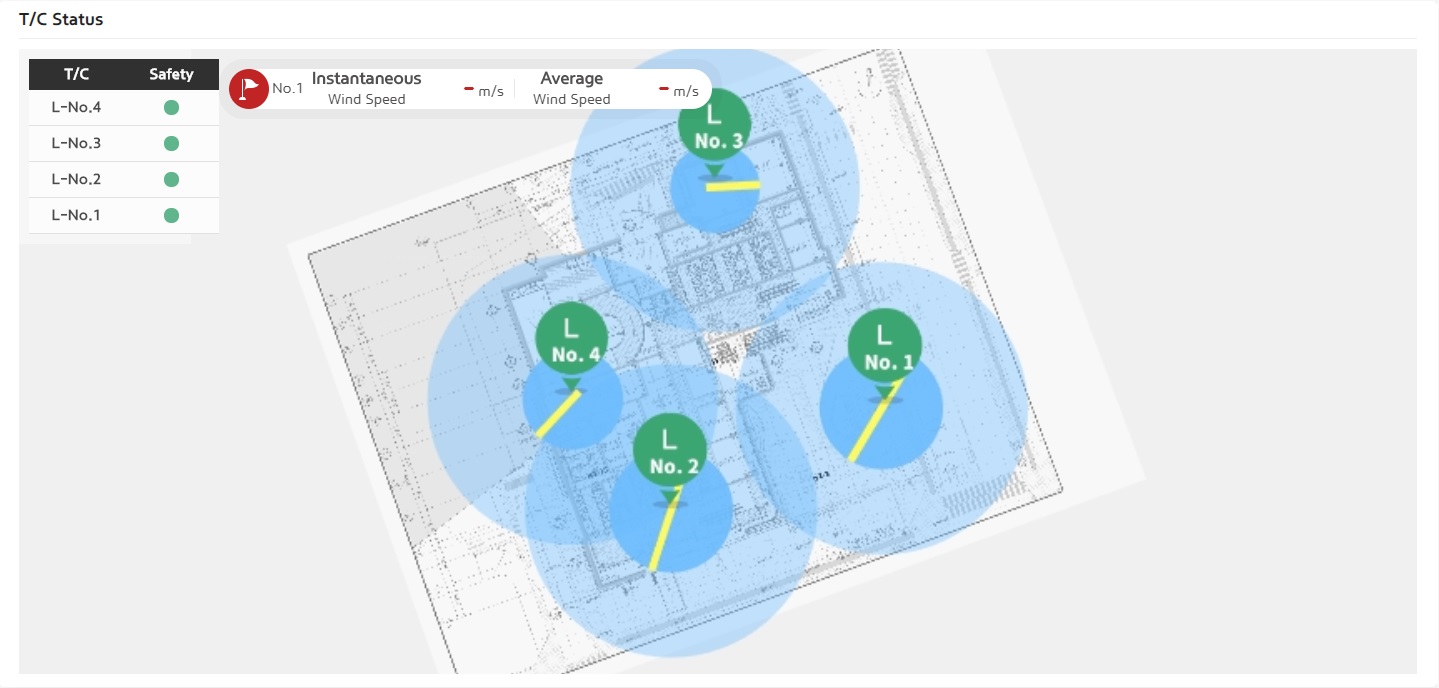 T/C Status
T/C Safety
L-No.4
L-No.3
L-No.2
L-No.1
No.1 Instantaneous Wind Speed - m/s Average Wind Speed - m/s
L
No. 3
L
No. 4
L
No. 1
L
No. 2